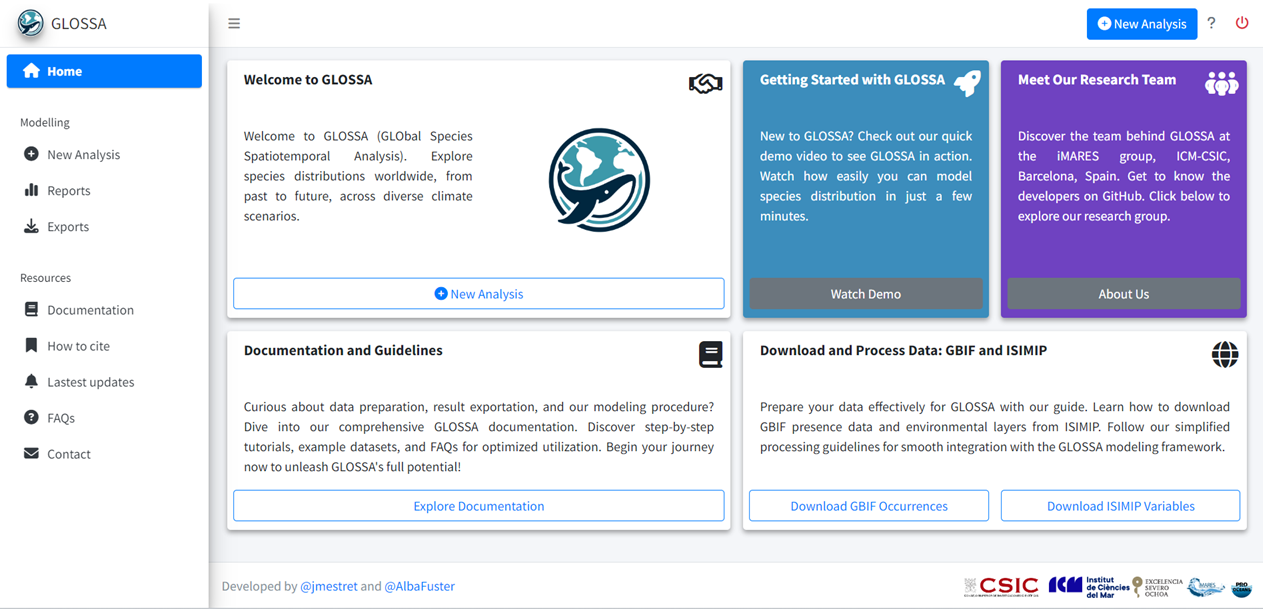 GLOSSA
New Analysis ?
Home
Modelling
New Analysis
Reports
Exports
Resources
Documentation
How to cite
Lastest updates
FAQs
Contact
Welcome to GLOSSA
Welcome to GLOSSA (GLObal Species
Spatiotemporal Analysis). Explore
species distributions worldwide, from
past to future, across diverse climate
scenarios.
New Analysis
Getting Started with GLOSSA
New to GLOSSA? Check out our quick
demo video to see GLOSSA in action.
Watch how easily you can model
species distribution in just a few
minutes.
Watch Demo
Meet Our Research Team
Discover the team behind GLOSSA at
the iMARES group, ICM-CSIC,
Barcelona, Spain. Get to know the
developers on GitHub. Click below to
explore our research group.
About Us
Documentation and Guidelines
Curious about data preparation, result exportation, and our modeling procedure?
Dive into our comprehensive GLOSSA documentation. Discover step-by-step
tutorials, example datasets, and FAQs for optimized utilization. Begin your journey
now to unleash GLOSSA's full potential!
Explore Documentation
Download and Process Data: GBIF and ISIMIP
Prepare your data effectively for GLOSSA with our guide. Learn how to download
GBIF presence data and environmental layers from ISIMIP. Follow our simplified
processing guidelines for smooth integration with the GLOSSA modeling framework.
Download GBIF Occurrences
Download ISIMIP Variables
Developed by @jmestret and @AlbaFuster
CSIC
ICM
Institut
de Ciències
del Mar
EXCELENCIA
SEVERO
OCHOA
iMARES
PRO